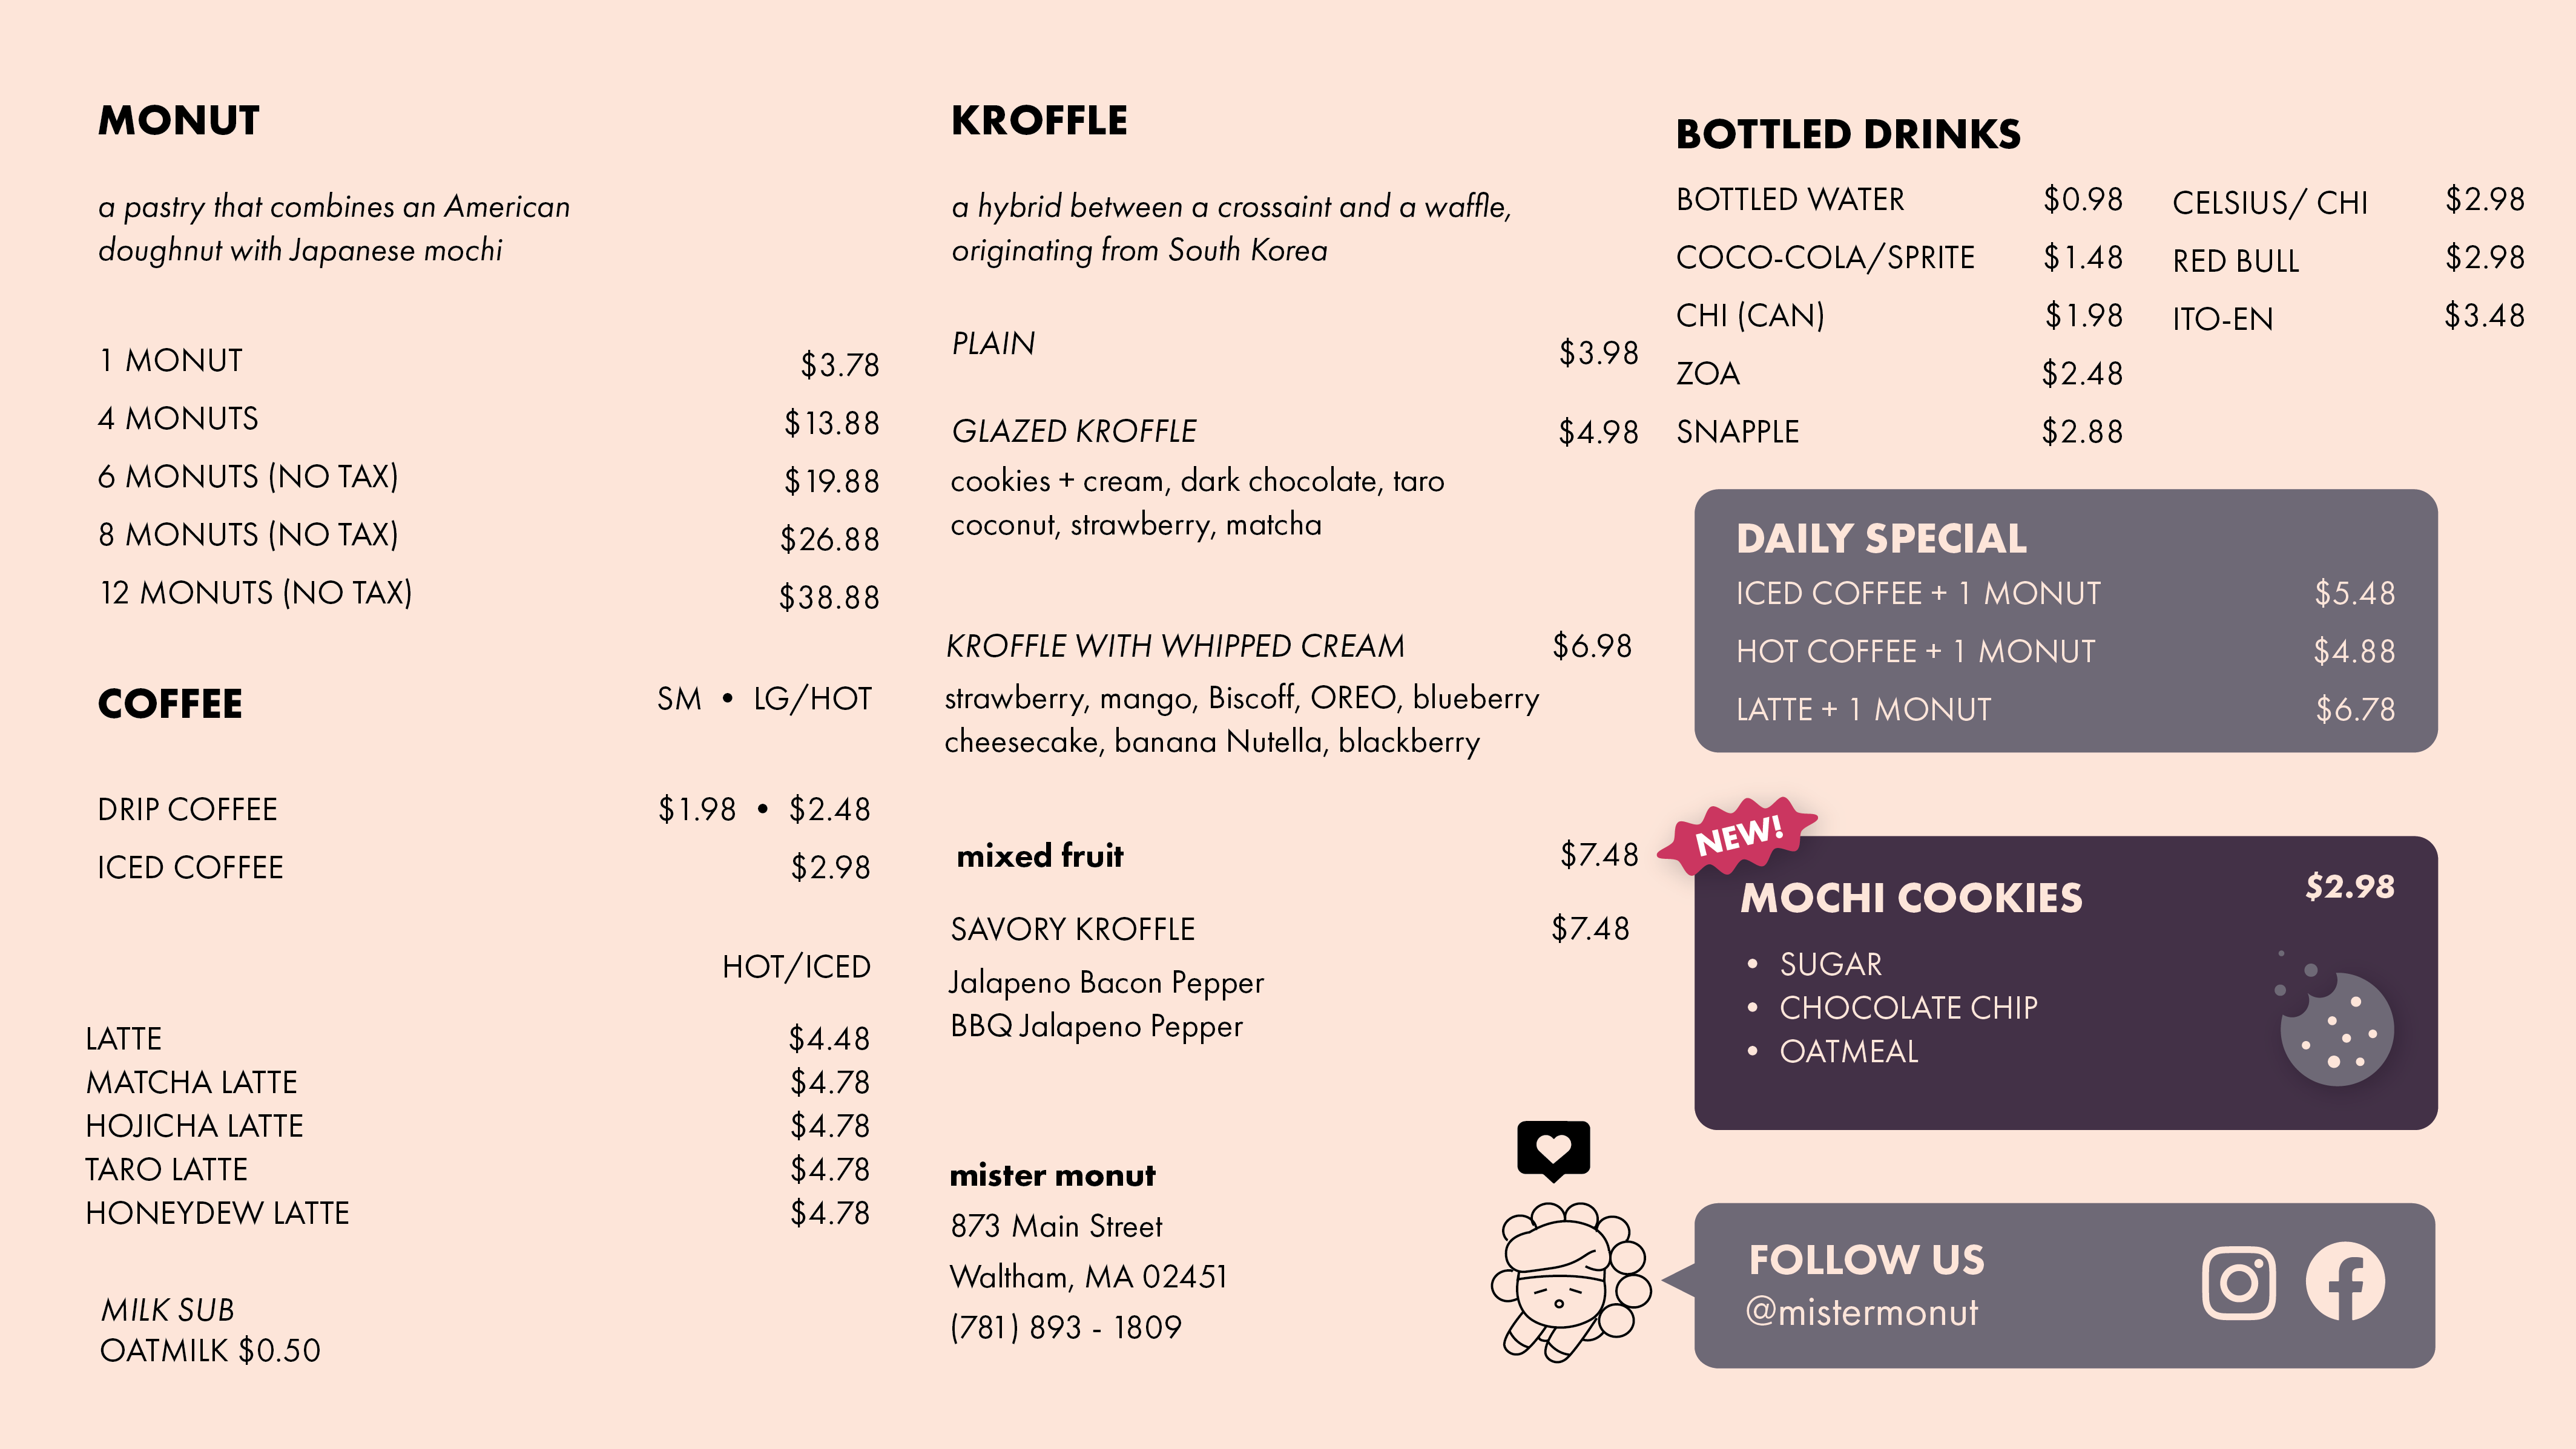 MONUT
a pastry that combines an American
doughnut with Japanese mochi
1 MONUT $3.78
4 MONUTS $13.88
6 MONUTS (NO TAX) $19.88
8 MONUTS (NO TAX) $26.88
12 MONUTS (NO TAX) $38.88
COFFEE SM • LG/HOT
DRIP COFFEE $1.98 • $2.48
ICED COFFEE $2.98
HOT/ICED
LATTE $4.48
MATCHA LATTE $4.78
HOJICHA LATTE $4.78
TARO LATTE $4.78
HONEYDEW LATTE $4.78
MILK SUB
OATMILK $0.50
KROFFLE
a hybrid between a crossaint and a waffle,
originating from South Korea
PLAIN $3.98
GLAZED KROFFLE $4.98
cookies + cream, dark chocolate, taro
coconut, strawberry, matcha
KROFFLE WITH WHIPPED CREAM $6.98
strawberry, mango, Biscoff, OREO, blueberry
cheesecake, banana Nutella, blackberry
mixed fruit $7.48
SAVORY KROFFLE $7.48
Jalapeno Bacon Pepper
BBQ Jalapeno Pepper
mister monut
873 Main Street
Waltham, MA 02451
(781) 893 - 1809
BOTTLED DRINKS
BOTTLED WATER $0.98
COCO-COLA/SPRITE $1.48
CHI (CAN) $1.98
ZOA $2.48
SNAPPLE $2.88
CELSIUS/ CHI $2.98
RED BULL $2.98
ITO-EN $3.48
DAILY SPECIAL
ICED COFFEE + 1 MONUT $5.48
HOT COFFEE + 1 MONUT $4.88
LATTE + 1 MONUT $6.78
NEW!
MOCHI COOKIES $2.98
• SUGAR
• CHOCOLATE CHIP
• OATMEAL
FOLLOW US
@mistermonut